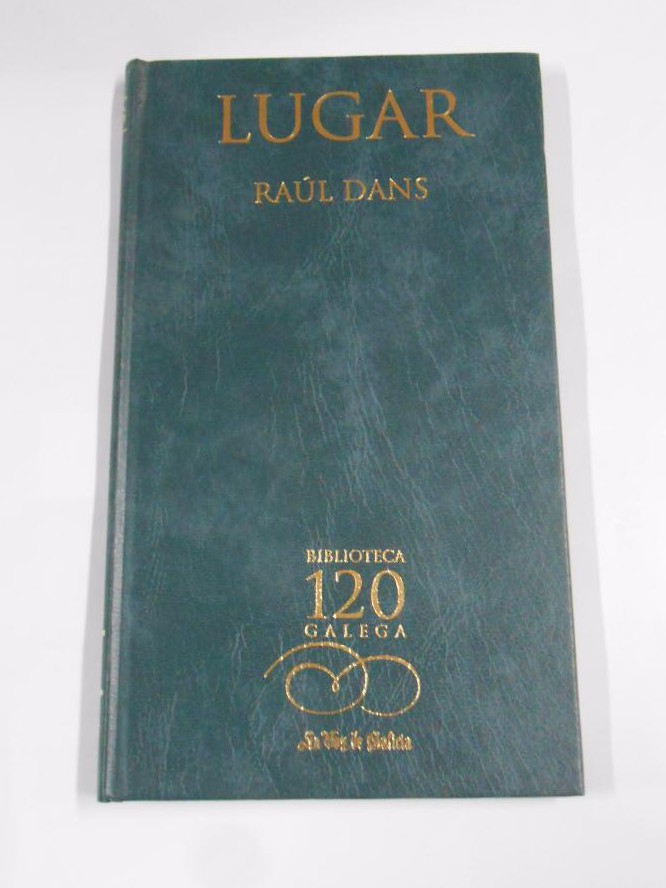 LUGAR
RAÚL DANS
BIBLIOTECA
120
GALEGA
La Voz de Galicia